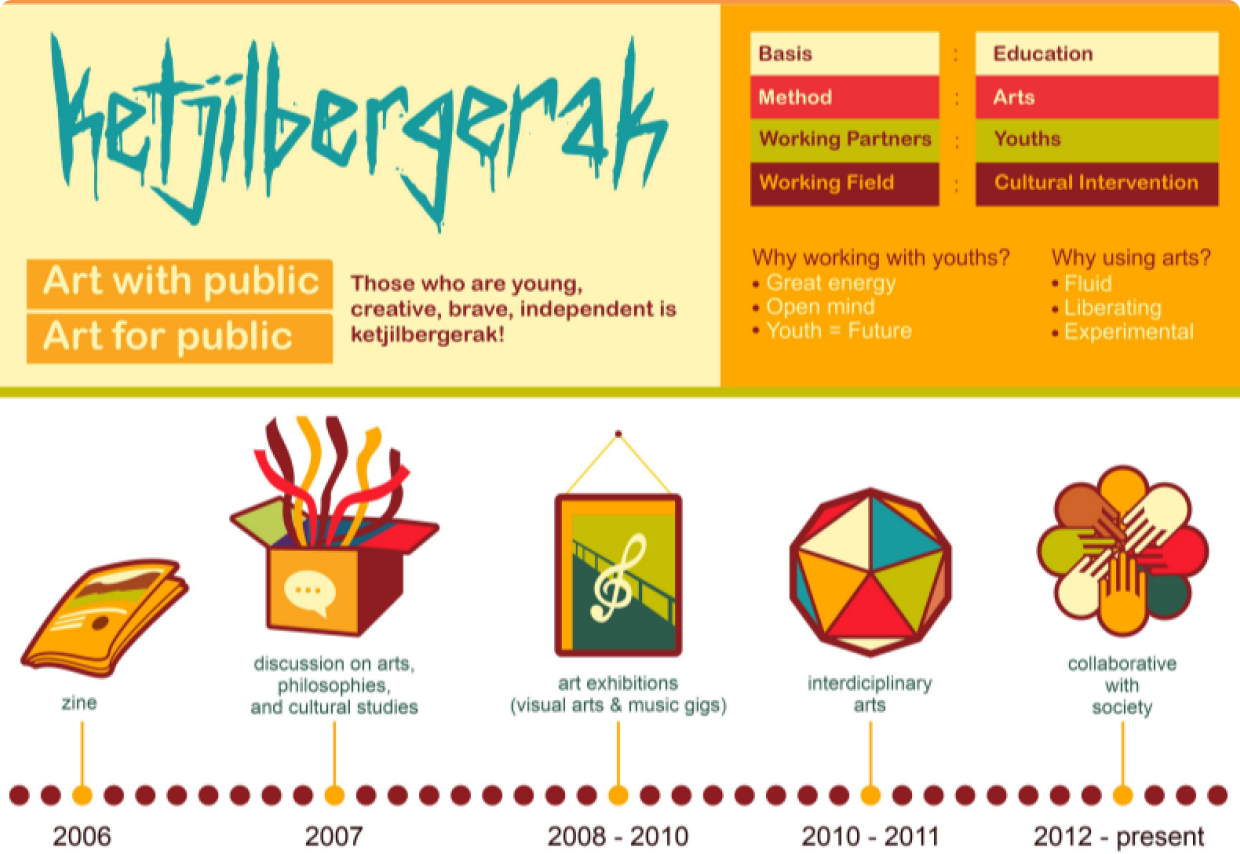 ketjilbergerak
Art with public
Art for public
Those who are young,
creative, brave, independent is
ketjilbergerak!
Basis : Education
Method : Arts
Working Partners : Youths
Working Field : Cultural Intervention
Why working with youths?
• Great energy
• Open mind
• Youth = Future
Why using arts?
• Fluid
• Liberating
• Experimental
zine
discussion on arts,
philosophies,
and cultural studies
art exhibitions
(visual arts & music gigs)
interdiciplinary
arts
collaborative
with
society
2006
2007
2008 - 2010
2010 - 2011
2012 - present